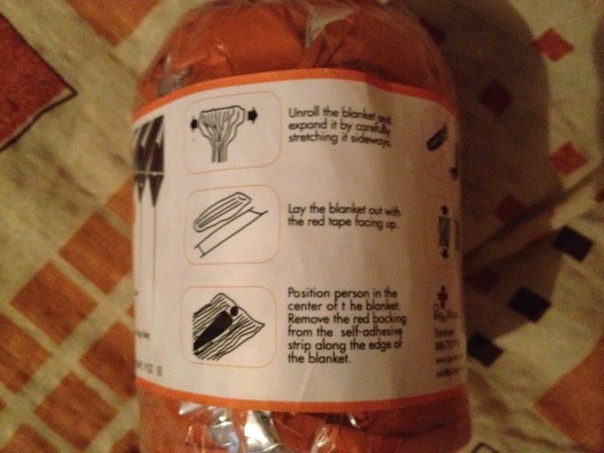 Unroll the blanket and
expand it by carefully
stretching it sideways.
Lay the blanket out with
the red tape facing up.
Position person in the
center of t he blanket.
Remove the red backing
from the self-adhesive
strip along the edge of
the blanket.